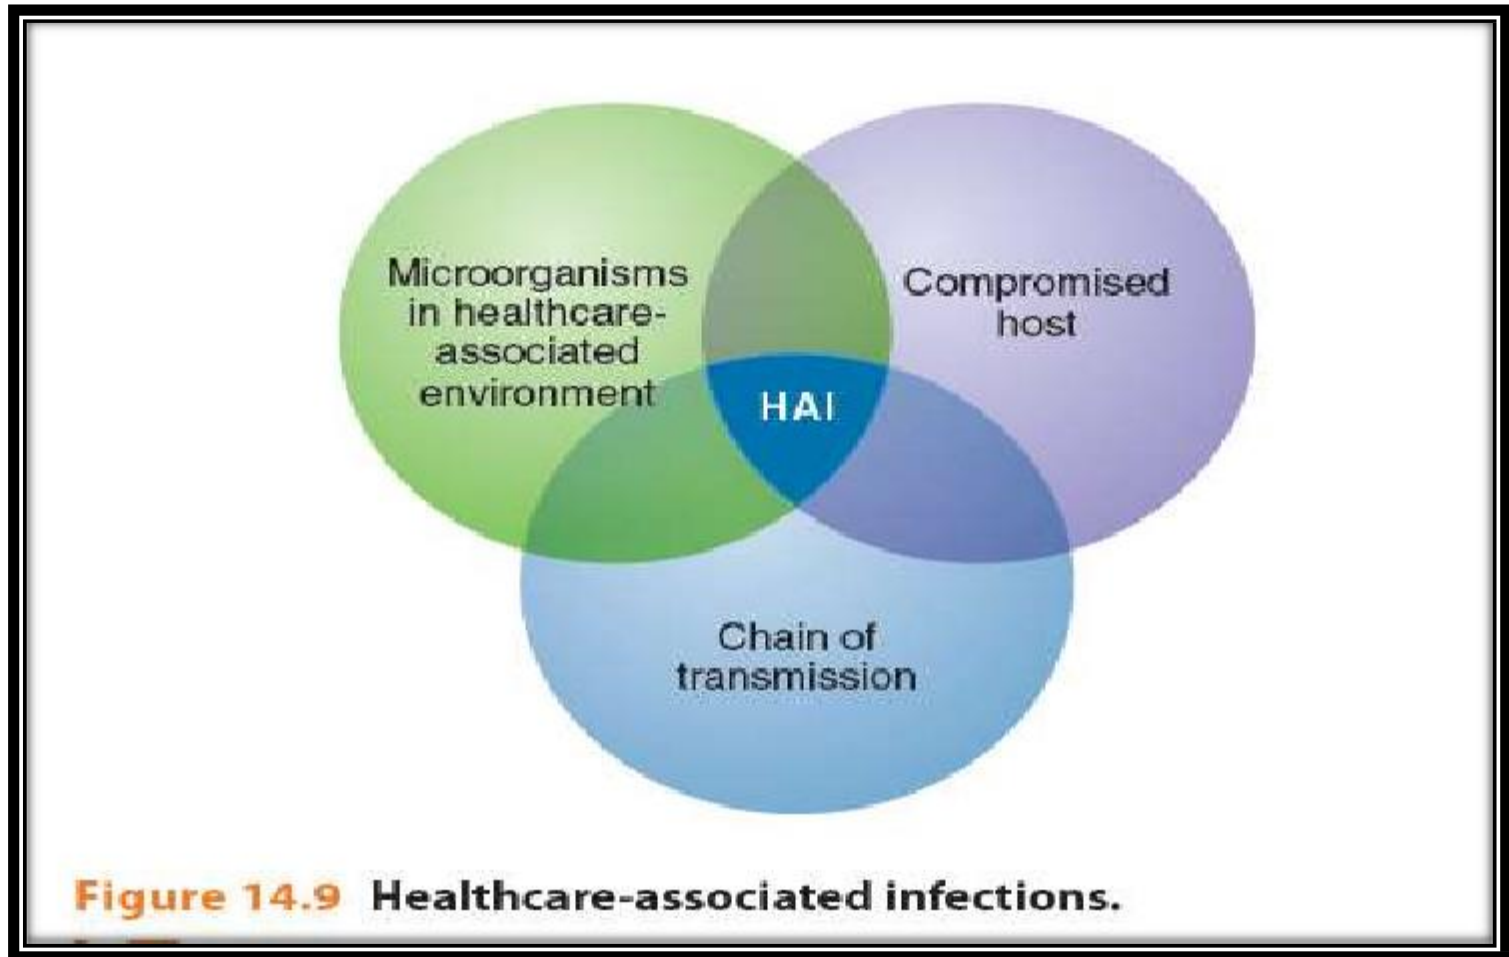 Microorganisms
in healthcare-
associated
environment
Compromised
host
HAI
Chain of
transmission
Figure 14.9 Healthcare-associated infections.